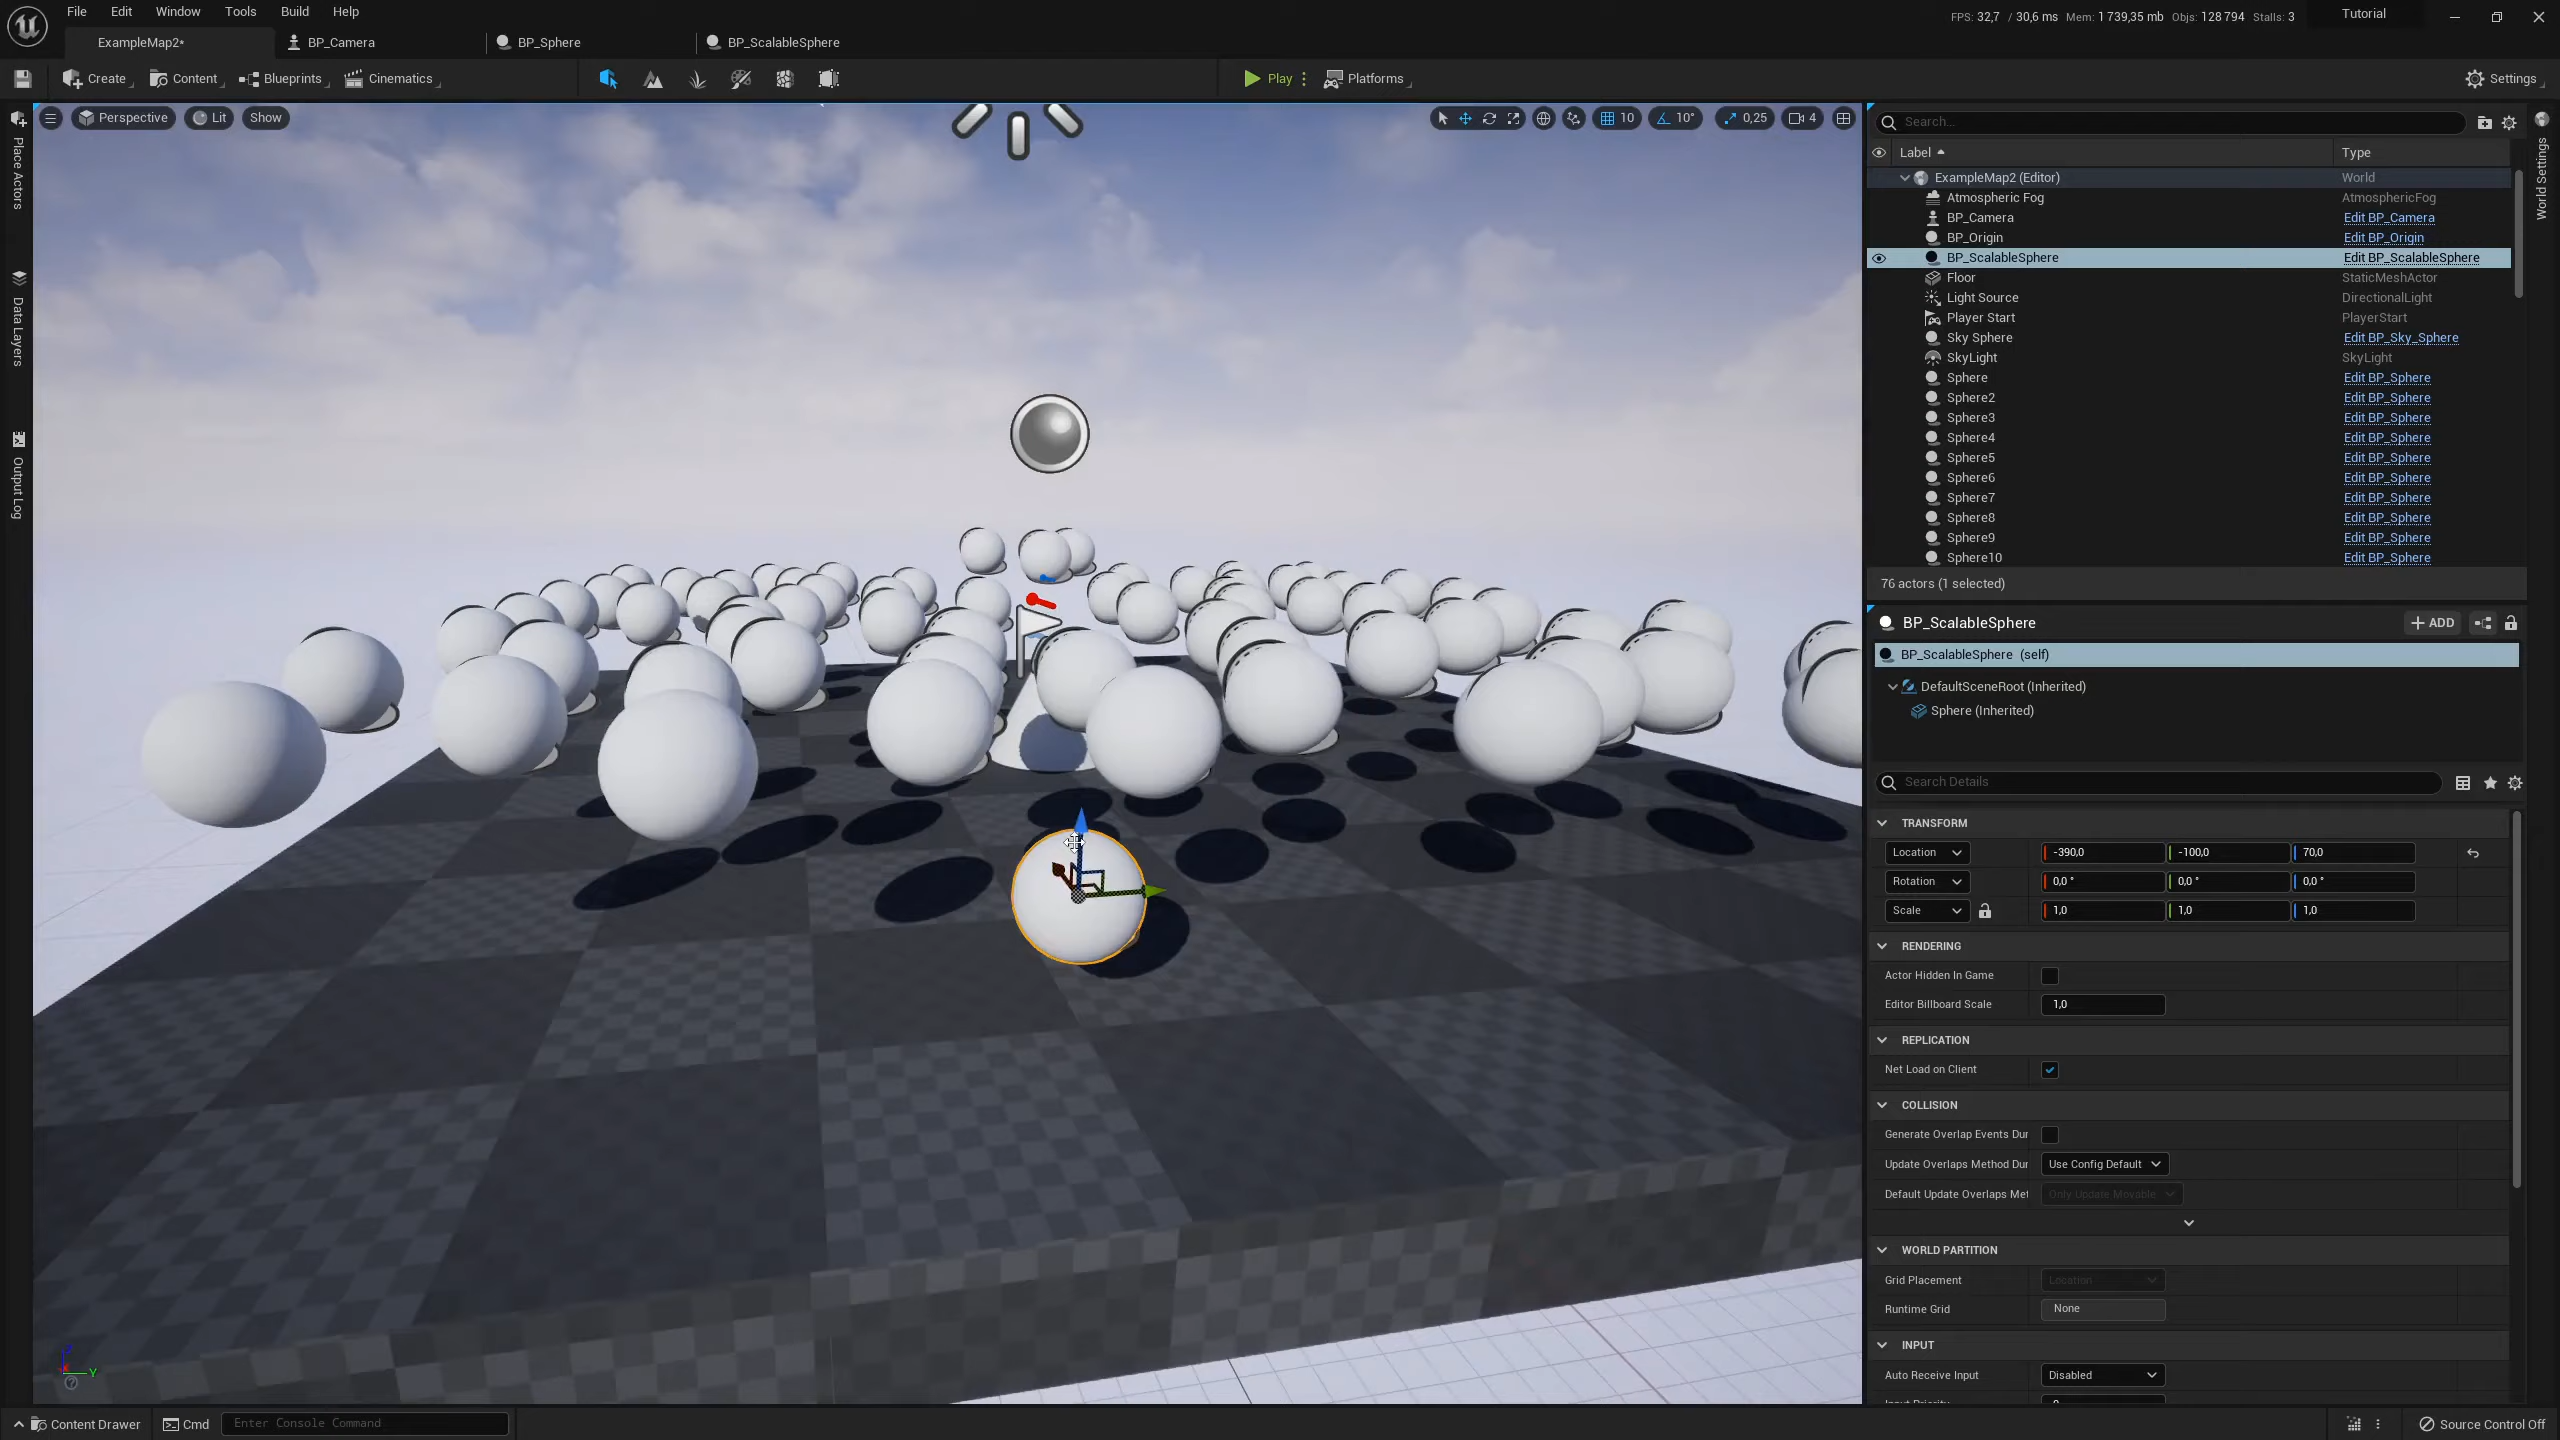 File Edit Window Tools Build Help
FPS: 32,7 / 30,6 ms Mem: 1 739,35 mb Objs: 128 794 Stalls: 3
Tutorial
ExampleMap2*
BP_Camera
BP_Sphere
BP_ScalableSphere
Create
Content
Blueprints
Cinematics
Play
Platforms
Settings
Place Actors
Data Layers
Output Log
World Settings
Perspective
Lit
Show
10
10°
0,25
4
Search...
Label
Type
ExampleMap2 (Editor) World
Atmospheric Fog AtmosphericFog
BP_Camera Edit BP_Camera
BP_Origin Edit BP_Origin
BP_ScalableSphere Edit BP_ScalableSphere
Floor StaticMeshActor
Light Source DirectionalLight
Player Start PlayerStart
Sky Sphere Edit BP_Sky_Sphere
SkyLight SkyLight
Sphere Edit BP_Sphere
Sphere2 Edit BP_Sphere
Sphere3 Edit BP_Sphere
Sphere4 Edit BP_Sphere
Sphere5 Edit BP_Sphere
Sphere6 Edit BP_Sphere
Sphere7 Edit BP_Sphere
Sphere8 Edit BP_Sphere
Sphere9 Edit BP_Sphere
Sphere10 Edit BP_Sphere
76 actors (1 selected)
BP_ScalableSphere
ADD
BP_ScalableSphere (self)
DefaultSceneRoot (Inherited)
Sphere (Inherited)
Search Details
TRANSFORM
Location -390,0 -100,0 70,0
Rotation 0,0 ° 0,0 ° 0,0 °
Scale 1,0 1,0 1,0
RENDERING
Actor Hidden In Game
Editor Billboard Scale 1,0
REPLICATION
Net Load on Client
COLLISION
Generate Overlap Events Dur
Update Overlaps Method Dur Use Config Default
Default Update Overlaps Met Only Update Movable
WORLD PARTITION
Grid Placement Location
Runtime Grid None
INPUT
Auto Receive Input Disabled
Y
Content Drawer
Cmd
Enter Console Command
Source Control Off